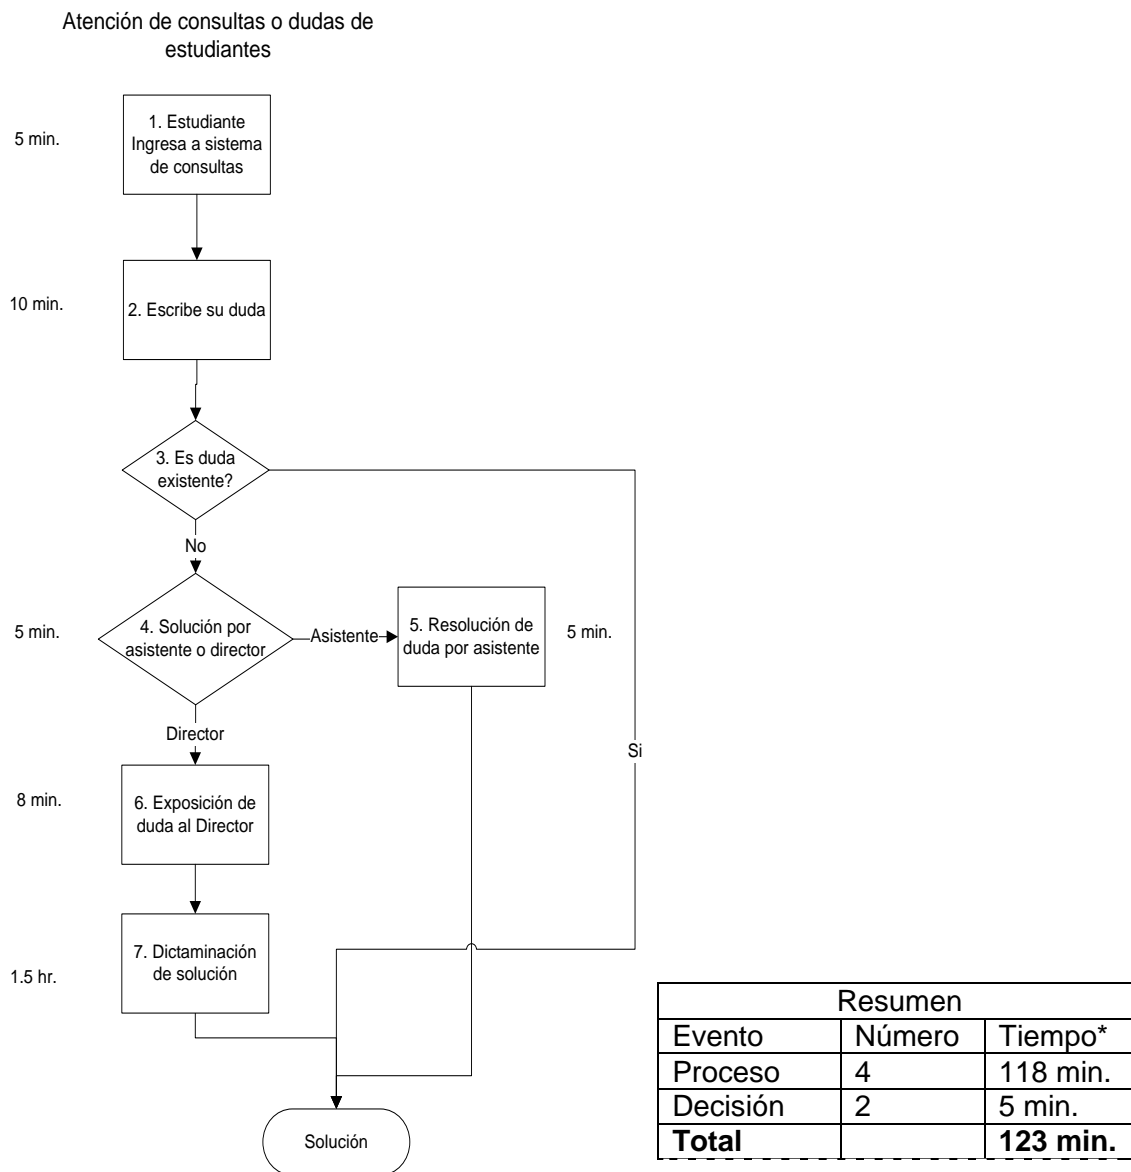 Atención de consultas o dudas de
estudiantes
5 min.
1. Estudiante
Ingresa a sistema
de consultas
10 min.
2. Escribe su duda
3. Es duda
existente?
No
5 min.
4. Solución por
asistente o director
Asistente
5. Resolución de
duda por asistente
5 min.
Director
Si
8 min.
6. Exposición de
duda al Director
1.5 hr.
7. Dictaminación
de solución
Solución
Resumen
Evento Número Tiempo*
Proceso 4 118 min.
Decisión 2 5 min.
Total 123 min.